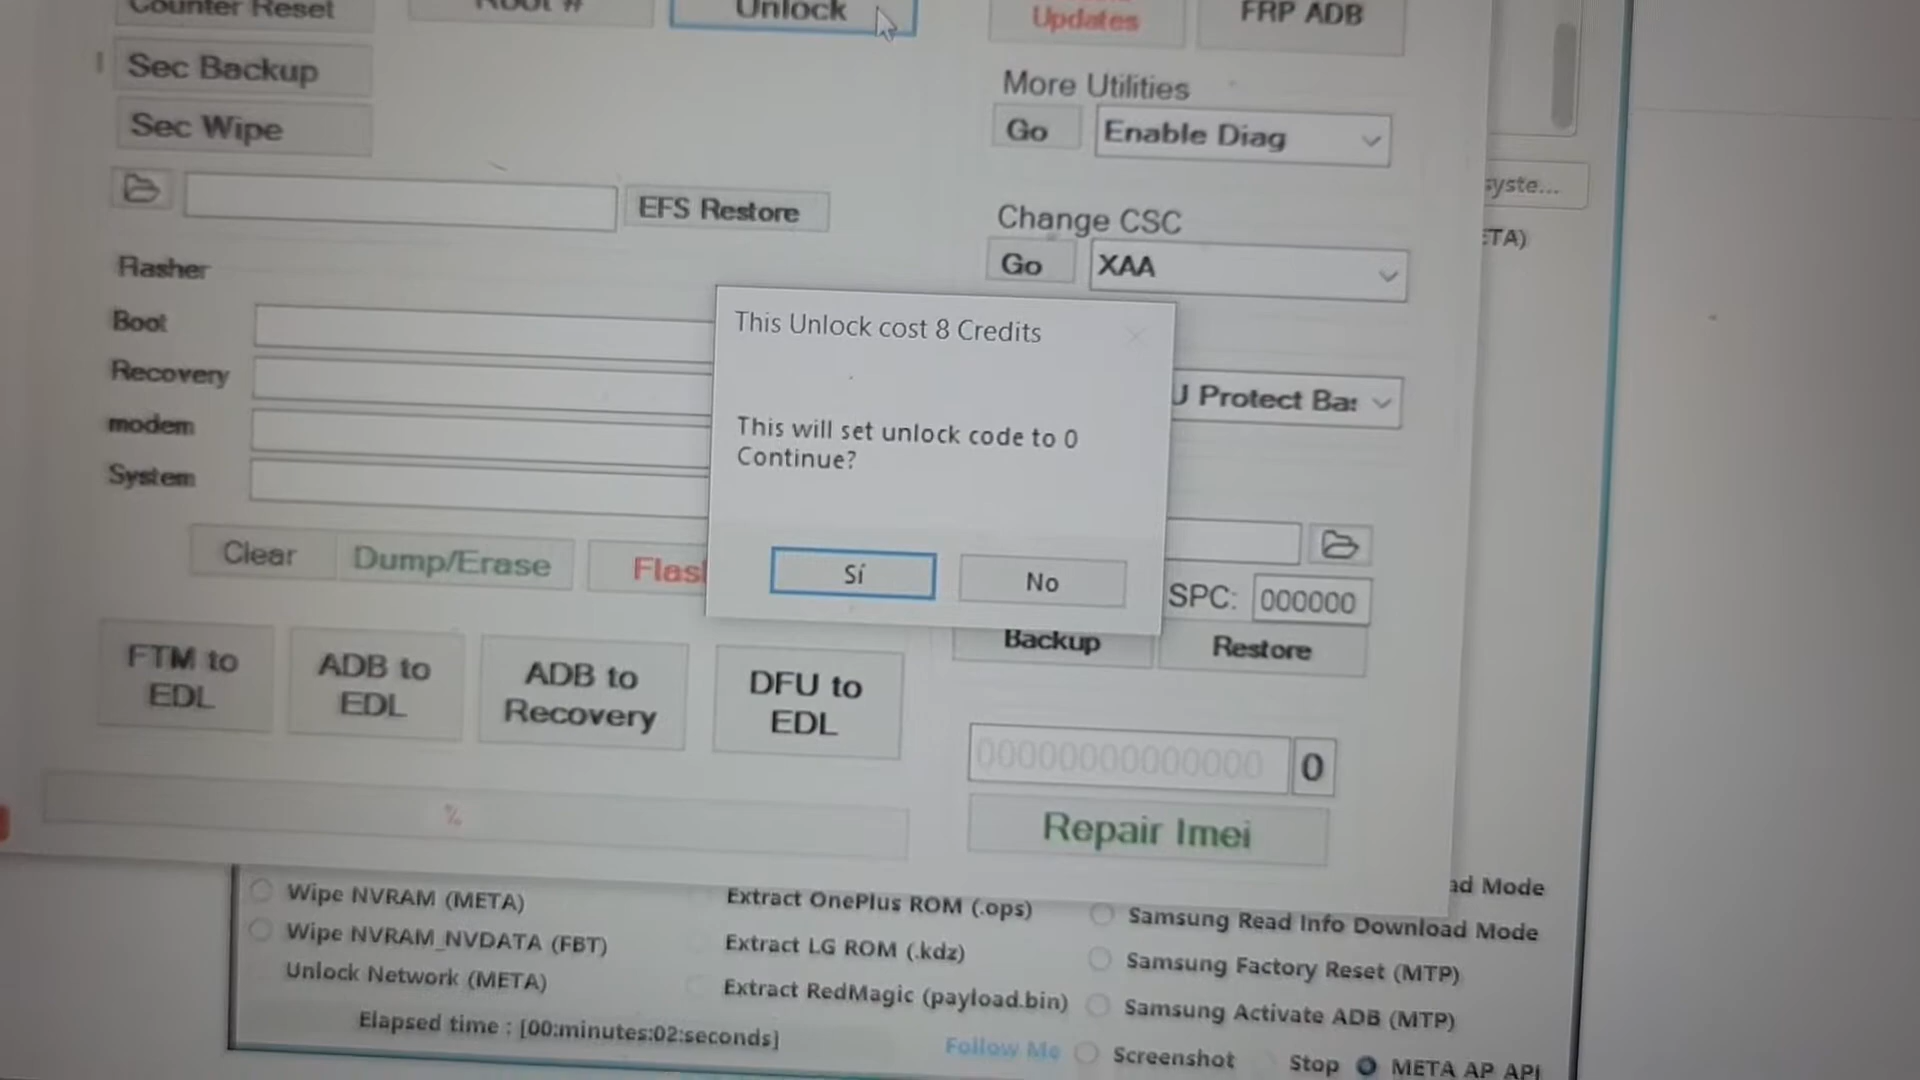 Counter Reset
Unlock
Updates
FRP ADB
Sec Backup
More Utilities
Sec Wipe
Go
Enable Diag
EFS Restore
syste...
Change CSC
ETA)
Go
XAA
Flasher
Boot
This Unlock cost 8 Credits
Recovery
J Protect Bas
modem
This will set unlock code to 0
Continue?
System
Clear
Dump/Erase
Flas
Sí
No
SPC:
000000
Backup
Restore
FTM to
EDL
ADB to
EDL
ADB to
Recovery
DFU to
EDL
00000000000000
0
%
Repair Imei
Wipe NVRAM (META)
Extract OnePlus ROM (.ops)
ad Mode
Wipe NVRAM_NVDATA (FBT)
Extract LG ROM (.kdz)
Samsung Read Info Download Mode
Unlock Network (META)
Extract RedMagic (payload.bin)
Samsung Factory Reset (MTP)
Samsung Activate ADB (MTP)
Elapsed time : [00:minutes:02:seconds]
Follow Me
Screenshot
Stop
META AP API